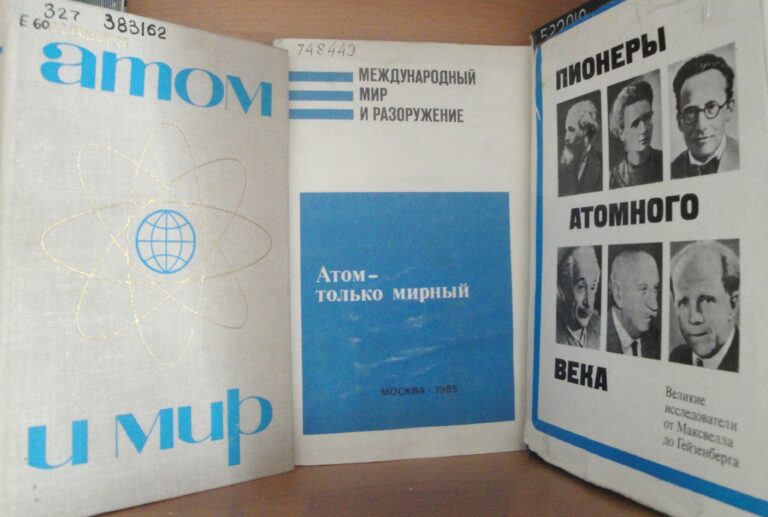 327 383162
Е 60
атом
и мир
748449
МЕЖДУНАРОДНЫЙ
МИР
И РАЗОРУЖЕНИЕ
Атом–
только мирный
МОСКВА · 1985
ПИОНЕРЫ
АТОМНОГО
ВЕКА
Великие
исследователи
от Максвелла
до Гейзенберга